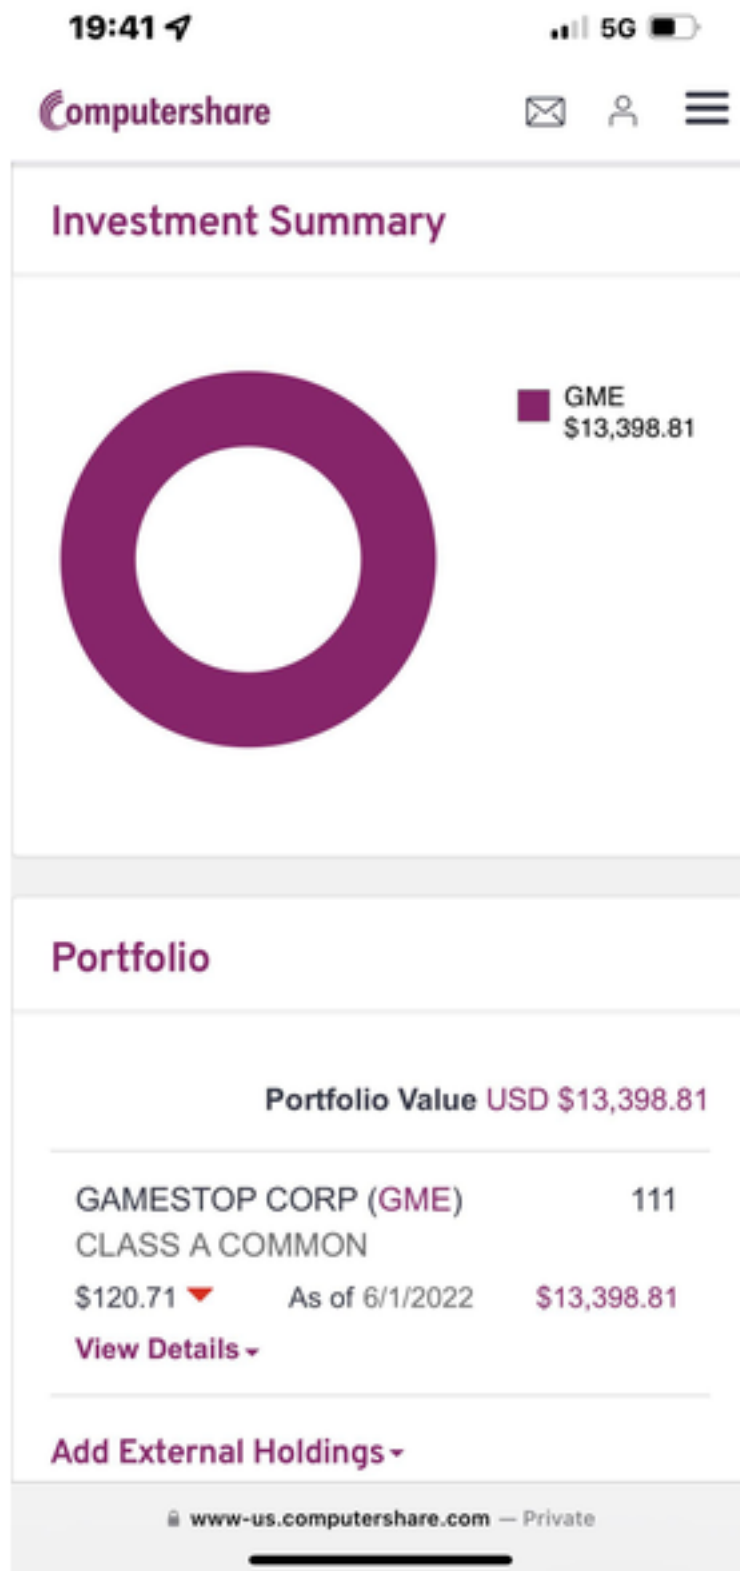 19:41
5G
Computershare
Investment Summary
GME
$13,398.81
Portfolio
Portfolio Value USD $13,398.81
GAMESTOP CORP (GME) 111
CLASS A COMMON
$120.71 As of 6/1/2022 $13,398.81
View Details
Add External Holdings
www-us.computershare.com — Private